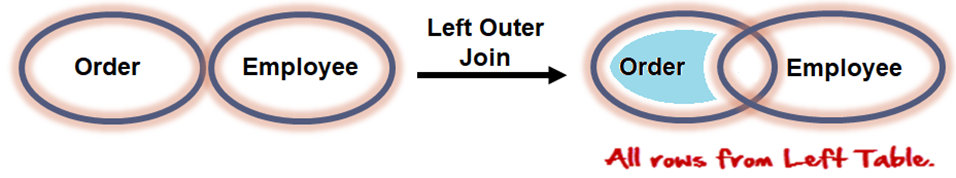 Order
Employee
Left Outer
Join
Order
Employee
All rows from Left Table.